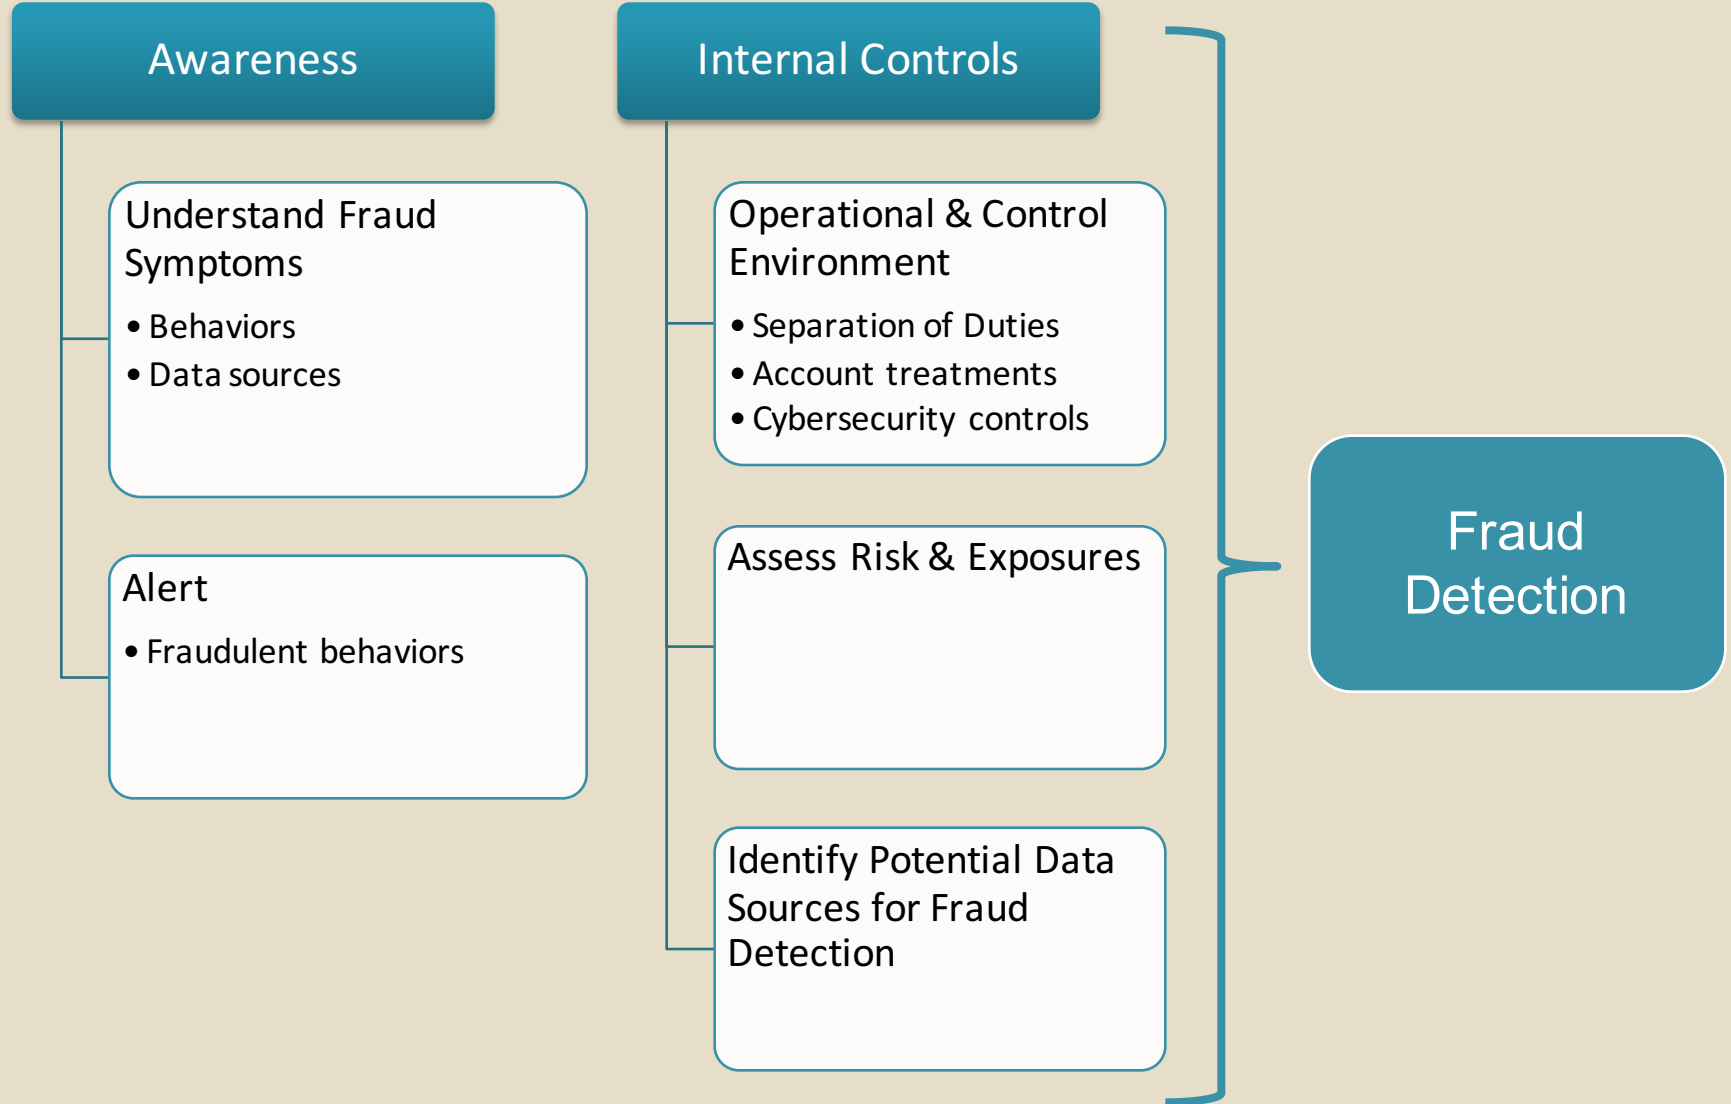 Awareness
Understand Fraud
Symptoms
• Behaviors
• Data sources
Alert
• Fraudulent behaviors
Internal Controls
Operational & Control
Environment
• Separation of Duties
• Account treatments
• Cybersecurity controls
Assess Risk & Exposures
Identify Potential Data
Sources for Fraud
Detection
Fraud
Detection